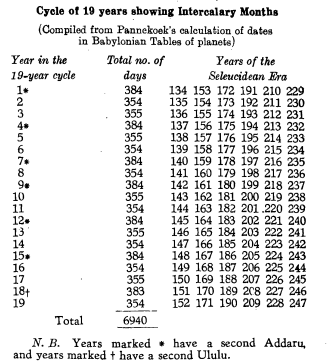 Cycle of 19 years showing Intercalary Months
(Compiled from Pannekoek's calculation of dates
in Babylonian Tables of planets)
Year in the Total no. of Years of the
19-year cycle days Seleucidean Era
1* 384 134 153 172 191 210 229
2 354 135 154 173 192 211 230
3 355 136 155 174 193 212 231
4* 384 137 156 175 194 213 232
5 355 138 157 176 195 214 233
6 354 139 158 177 196 215 234
7* 384 140 159 178 197 216 235
8 354 141 160 179 198 217 236
9* 384 142 161 180 199 218 237
10 355 143 162 181 200 219 238
11 354 144 163 182 201 .220 239
12* 384 145 164 183 202 221 240
13 355 146 165 184 203 222 241
14 354 147 166 185 204 223 242
15* 384 148 167 186 205 224 243
16 354 149 168 187 206 225 244
17 355 150 169 188 207 226 245
18† 383 151 170 189 208 227 246
19 354 152 171 190 209 228 247
Total 6940
N. B. Years marked * have a second Addaru,
and years marked † have a second Ululu.